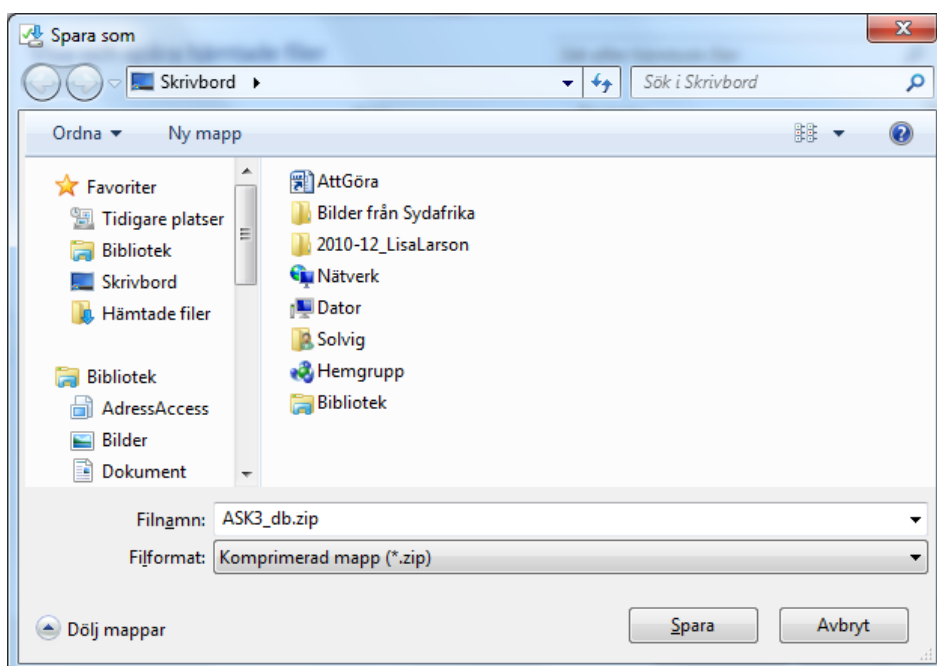 Spara som
Skrivbord
Sök i Skrivbord
Ordna
Ny mapp
Favoriter
Tidigare platser
Bibliotek
Skrivbord
Hämtade filer
Bibliotek
AdressAccess
Bilder
Dokument
AttGöra
Bilder från Sydafrika
2010-12_LisaLarson
Nätverk
Dator
Solvig
Hemgrupp
Bibliotek
Filnamn: ASK3_db.zip
Filformat: Komprimerad mapp (*.zip)
Dölj mappar
Spara
Avbryt